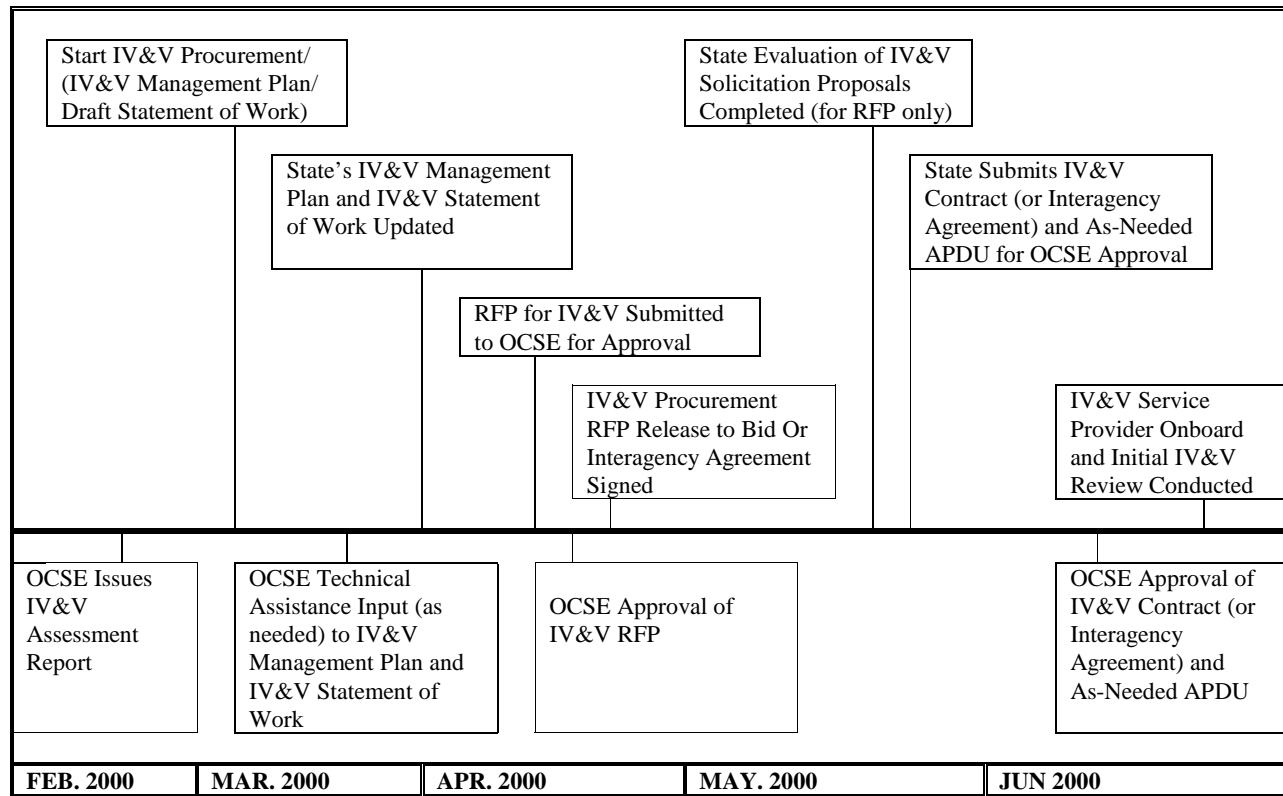 Start IV&V Procurement/
(IV&V Management Plan/
Draft Statement of Work)
State Evaluation of IV&V
Solicitation Proposals
Completed (for RFP only)
State's IV&V Management
Plan and IV&V Statement
of Work Updated
State Submits IV&V
Contract (or Interagency
Agreement) and As-Needed
APDU for OCSE Approval
RFP for IV&V Submitted
to OCSE for Approval
IV&V Procurement
RFP Release to Bid Or
Interagency Agreement
Signed
IV&V Service
Provider Onboard
and Initial IV&V
Review Conducted
OCSE Issues
IV&V
Assessment
Report
OCSE Technical
Assistance Input (as
needed) to IV&V
Management Plan and
IV&V Statement of
Work
OCSE Approval of
IV&V RFP
OCSE Approval of
IV&V Contract (or
Interagency
Agreement) and
As-Needed APDU
FEB. 2000
MAR. 2000
APR. 2000
MAY. 2000
JUN 2000